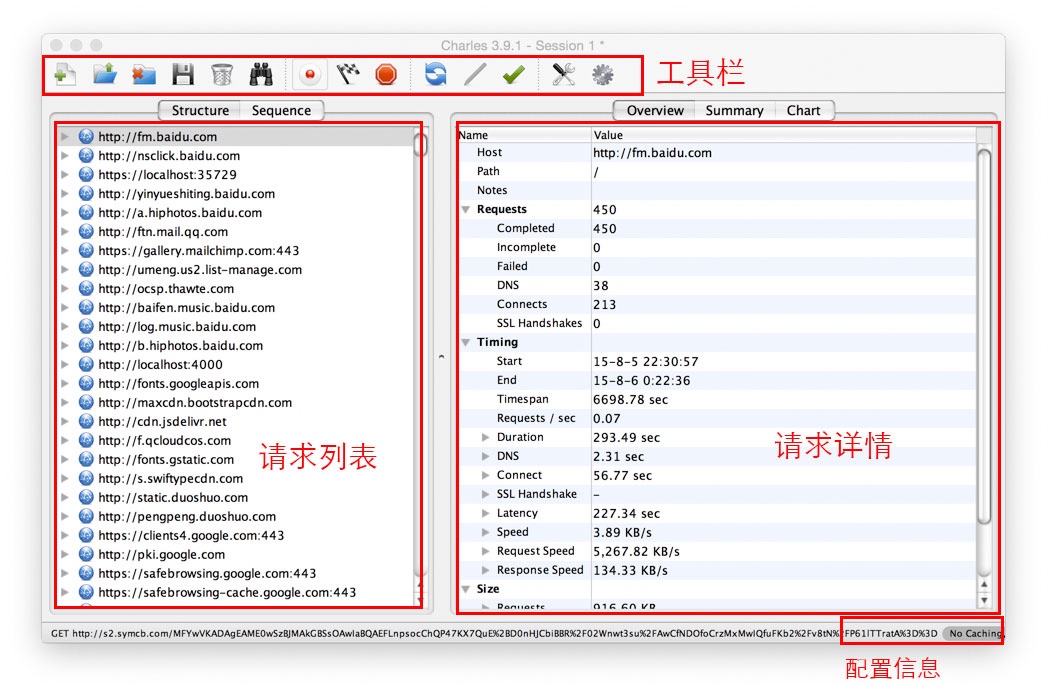 Charles 3.9.1 - Session 1 *
工具栏
Structure Sequence
Overview Summary Chart
http://fm.baidu.com
http://nsclick.baidu.com
https://localhost:35729
http://yinyueshiting.baidu.com
http://a.hiphotos.baidu.com
http://ftn.mail.qq.com
https://gallery.mailchimp.com:443
http://umeng.us2.list-manage.com
http://ocsp.thawte.com
http://baifen.music.baidu.com
http://log.music.baidu.com
http://b.hiphotos.baidu.com
http://localhost:4000
http://fonts.googleapis.com
http://maxcdn.bootstrapcdn.com
http://cdn.jsdelivr.net
http://f.qcloudcos.com
http://fonts.gstatic.com
http://s.swiftypecdn.com
http://static.duoshuo.com
http://pengpeng.duoshuo.com
https://clients4.google.com:443
http://pki.google.com
https://safebrowsing.google.com:443
https://safebrowsing-cache.google.com:443
请求列表
Name Value
Host http://fm.baidu.com
Path /
Notes
Requests 450
Completed 450
Incomplete 0
Failed 0
DNS 38
Connects 213
SSL Handshakes 0
Timing
Start 15-8-5 22:30:57
End 15-8-6 0:22:36
Timespan 6698.78 sec
Requests / sec 0.07
Duration 293.49 sec
DNS 2.31 sec
Connect 56.77 sec
SSL Handshake –
Latency 227.34 sec
Speed 3.89 KB/s
Request Speed 5,267.82 KB/s
Response Speed 134.33 KB/s
Size
Requests 916.60 KB
请求详情
GET http://s2.symcb.com/MFYwVKADAgEAME0wSzBJMAkGBSsOAwIaBQAEFLnpsocChQP47KX7QuE%2BD0nHJCbiBBR%2F02Wnwt3su%2FAwCfNDOfoCrzMxMwIQfuFKb2%2Fv8tN%2FP61lTTratA%3D%3D No Caching
配置信息